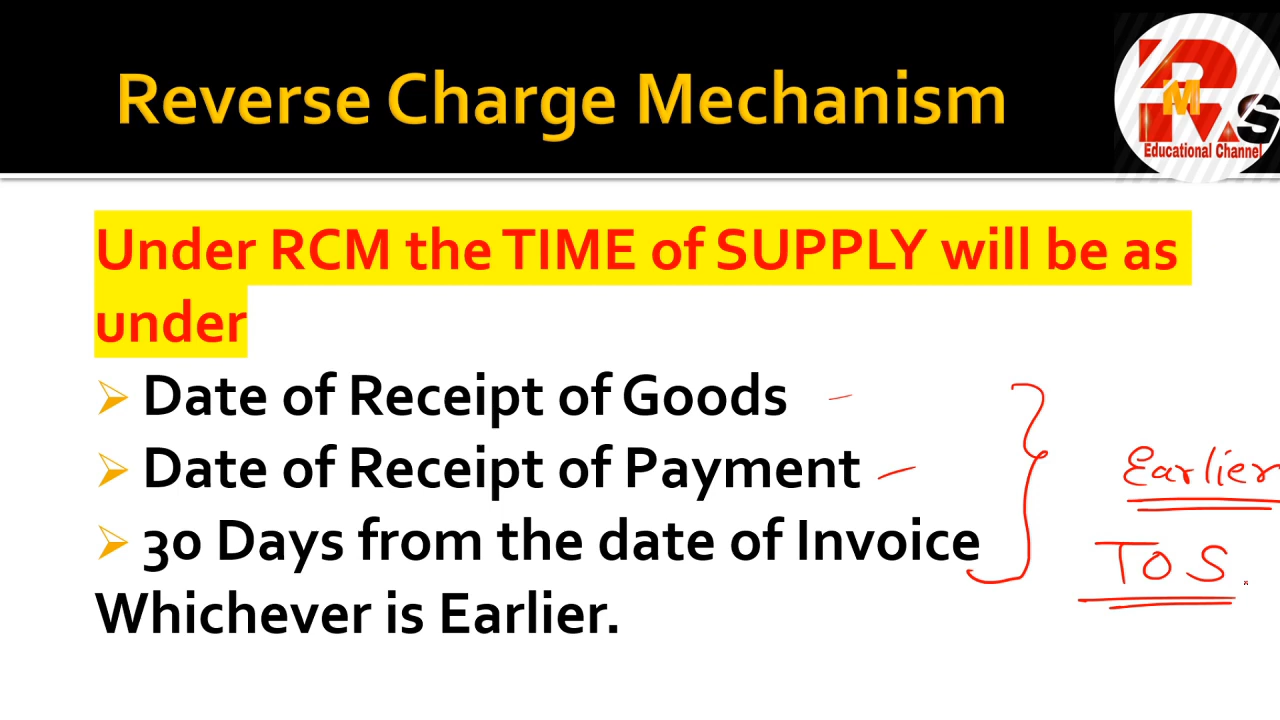 Reverse Charge Mechanism
R
M
S
Educational Channel
Under RCM the TIME of SUPPLY will be as
under
Date of Receipt of Goods
Date of Receipt of Payment
30 Days from the date of Invoice
Whichever is Earlier.
Earlier
TOS